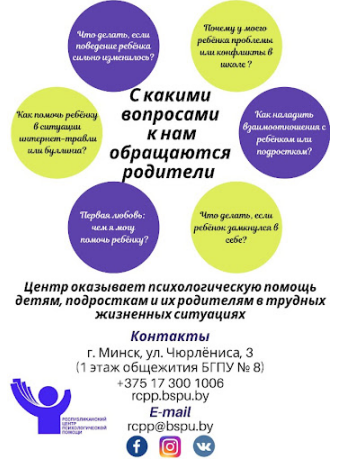 Что делать, если
поведение ребёнка
сильно изменилось?
Почему у моего
ребёнка проблемы
или конфликты в
школе ?
Как помочь ребёнку
в ситуации
интернет-травли
или буллинга?
С какими
вопросами
к нам
обращаются
родители
Как наладить
взаимоотношения с
ребёнком или
подростком?
Первая любовь:
чем я могу
помочь ребёнку?
Что делать, если
ребёнок замкнулся в
себе?
Центр оказывает психологическую помощь
детям, подросткам и их родителям в трудных
жизненных ситуациях
Контакты
г. Минск, ул. Чюрлёниса, 3
(1 этаж общежития БГПУ № 8)
+375 17 300 1006
rcpp.bspu.by
E-mail
rcpp@bspu.by
РЕСПУБЛИКАНСКИЙ
ЦЕНТР
ПСИХОЛОГИЧЕСКОЙ
ПОМОЩИ